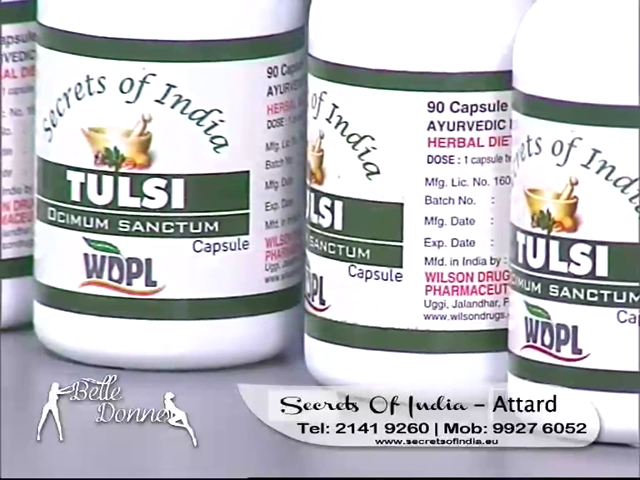 Secrets of India
TULSI
OCIMUM SANCTUM
Capsule
WDPL
90 Capsule
AYURVEDIC
HERBAL DIET
DOSE : 1 capsule
Mfg. Lic. No. 160
Batch No. :
Mfg. Date :
Exp. Date :
Mfd. in India by :
WILSON DRUG
PHARMACEUT
Uggi, Jalandhar, P
www.wilsondrugs.
Secrets of India
TULSI
OCIMUM SANCTUM
WDPL
Belle
Donne
Secrets Of India - Attard
Tel: 2141 9260 | Mob: 9927 6052
www.secretsofindia.eu